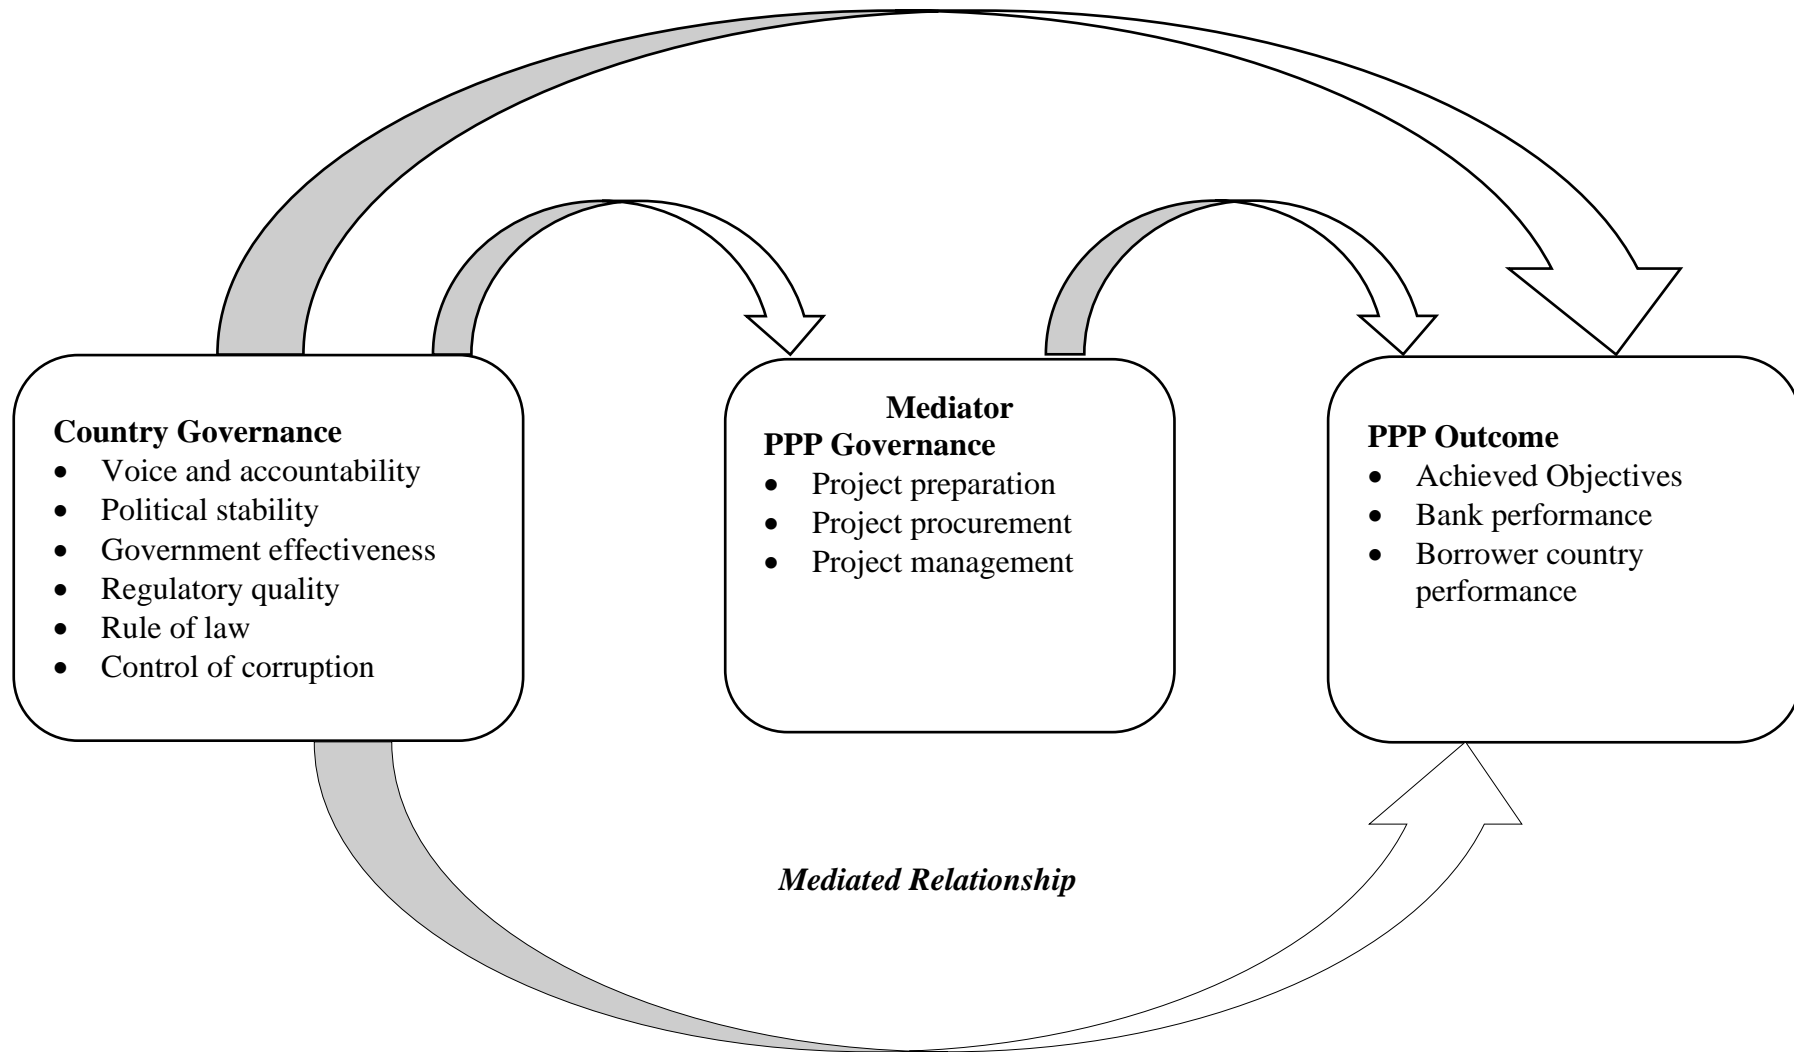 Country Governance
• Voice and accountability
• Political stability
• Government effectiveness
• Regulatory quality
• Rule of law
• Control of corruption
Mediator
PPP Governance
• Project preparation
• Project procurement
• Project management
PPP Outcome
• Achieved Objectives
• Bank performance
• Borrower country
performance
Mediated Relationship